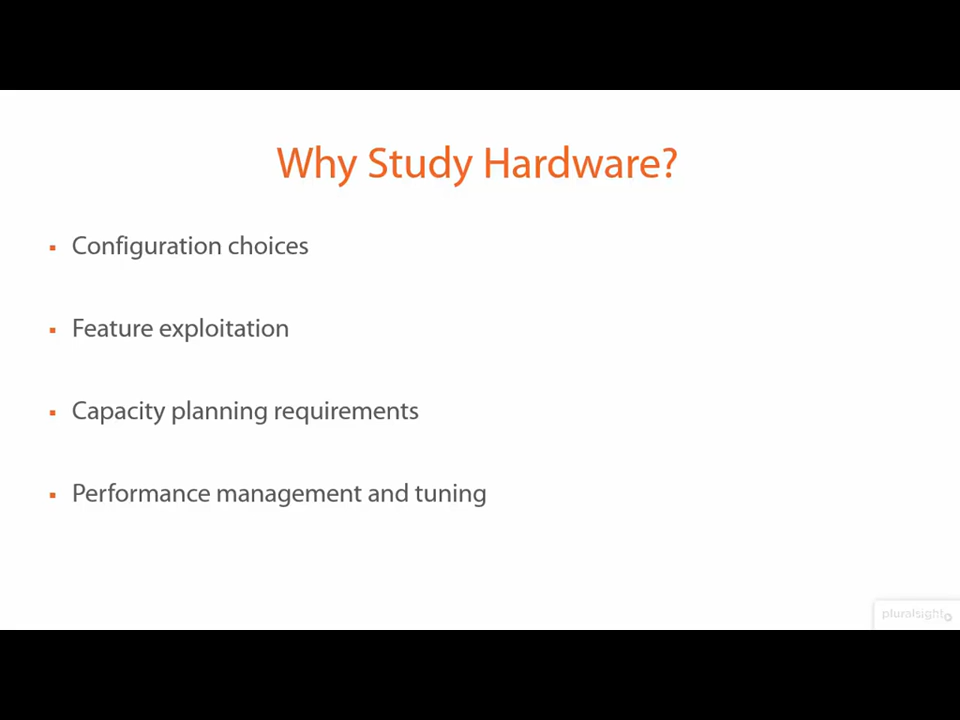 Why Study Hardware?
▪ Configuration choices
▪ Feature exploitation
▪ Capacity planning requirements
▪ Performance management and tuning
pluralsight